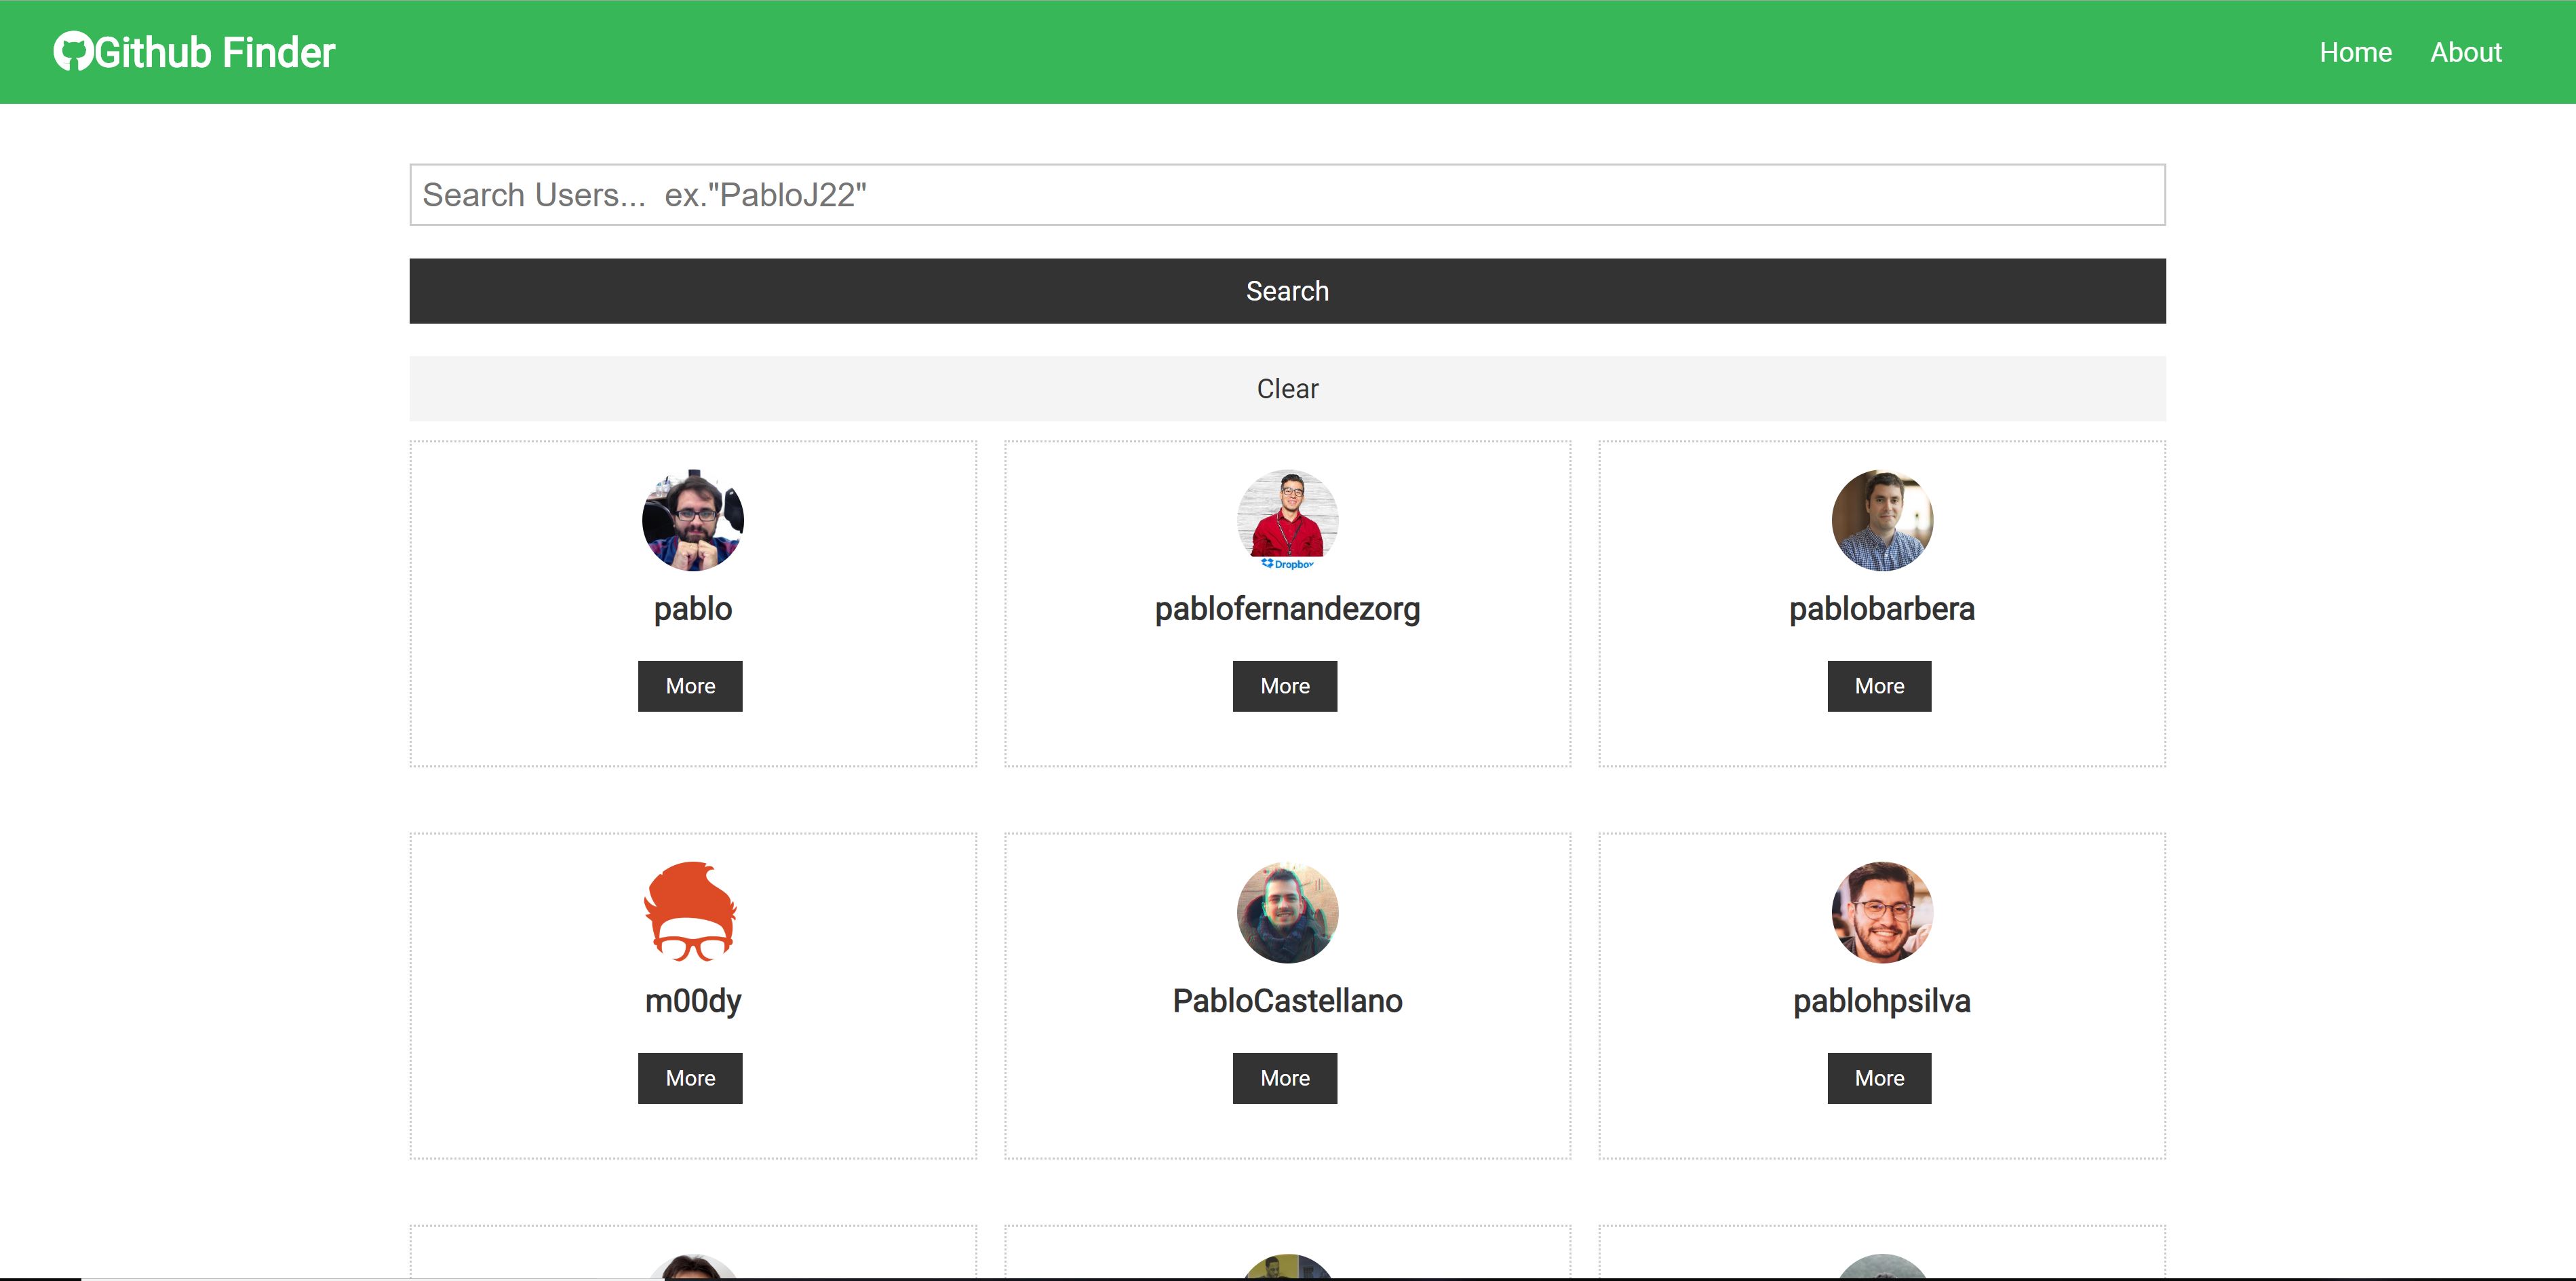 Github Finder
Home
About
Search Users... ex."PabloJ22"
Search
Clear
Dropbox
pablo
pablofernandezorg
pablobarbera
More
More
More
m00dy
PabloCastellano
pablohpsilva
More
More
More